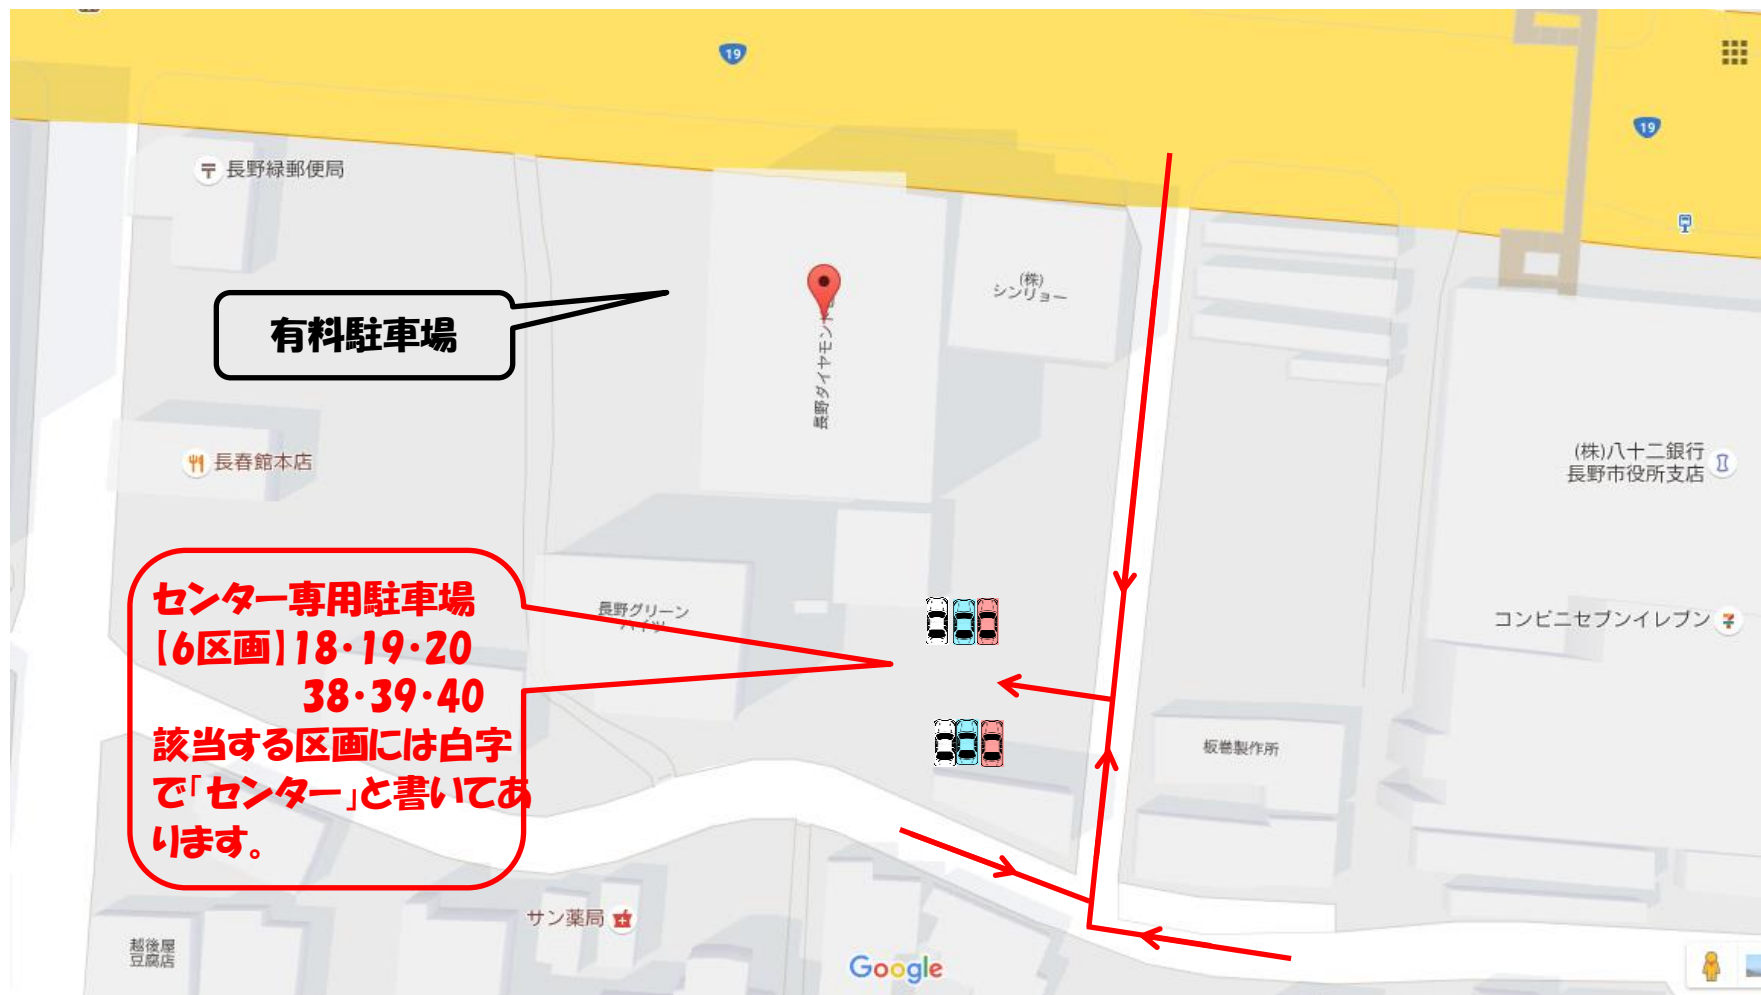 19
19
長野緑郵便局
(株)
シンリョー
有料駐車場
長野ダイヤモンド
長春館本店
(株)八十二銀行
長野市役所支店
センター専用駐車場
【6区画】18・19・20
38・39・40
該当する区画には白字
で「センター」と書いてあ
ります。
長野グリーン
ハイツ
コンビニセブンイレブン
板巻製作所
サン薬局
越後屋
豆腐店
Google